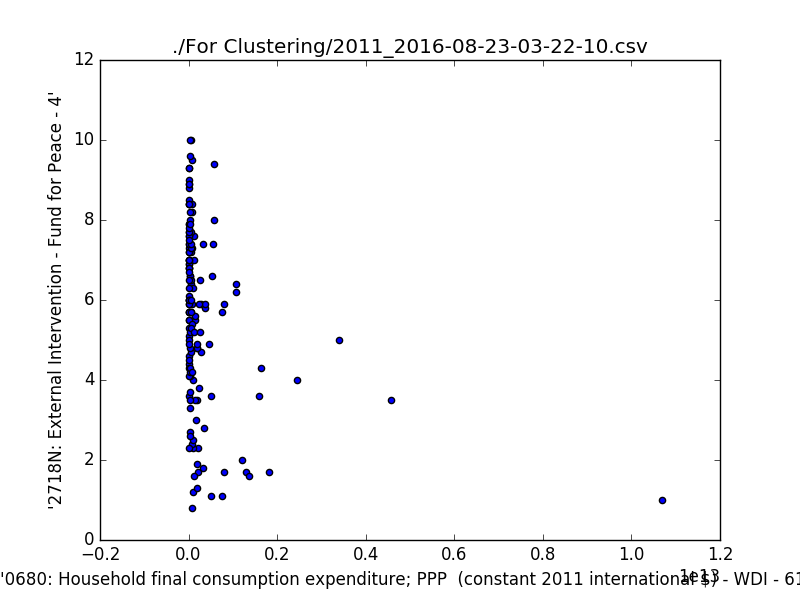 ./For Clustering/2011_2016-08-23-03-22-10.csv
12
10
8
6
4
2
0
'2718N: External Intervention - Fund for Peace - 4'
−0.2 0.0 0.2 0.4 0.6 0.8 1.0 1.2
1e13
'0680: Household final consumption expenditure; PPP (constant 2011 international $) - WDI - 61